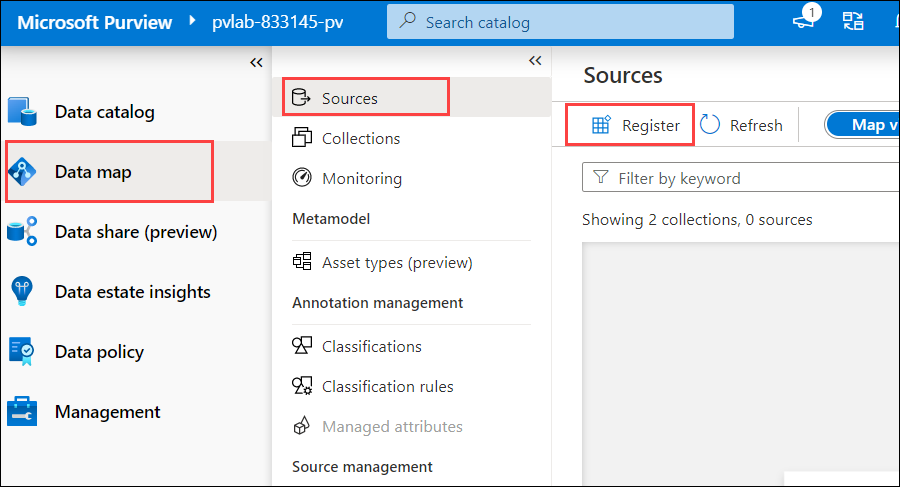 Microsoft Purview
pvlab-833145-pv
Search catalog
1
Data catalog
Data map
Data share (preview)
Data estate insights
Data policy
Management
Sources
Collections
Monitoring
Metamodel
Asset types (preview)
Annotation management
Classifications
Classification rules
Managed attributes
Source management
Sources
Register
Refresh
Map v
Filter by keyword
Showing 2 collections, 0 sources